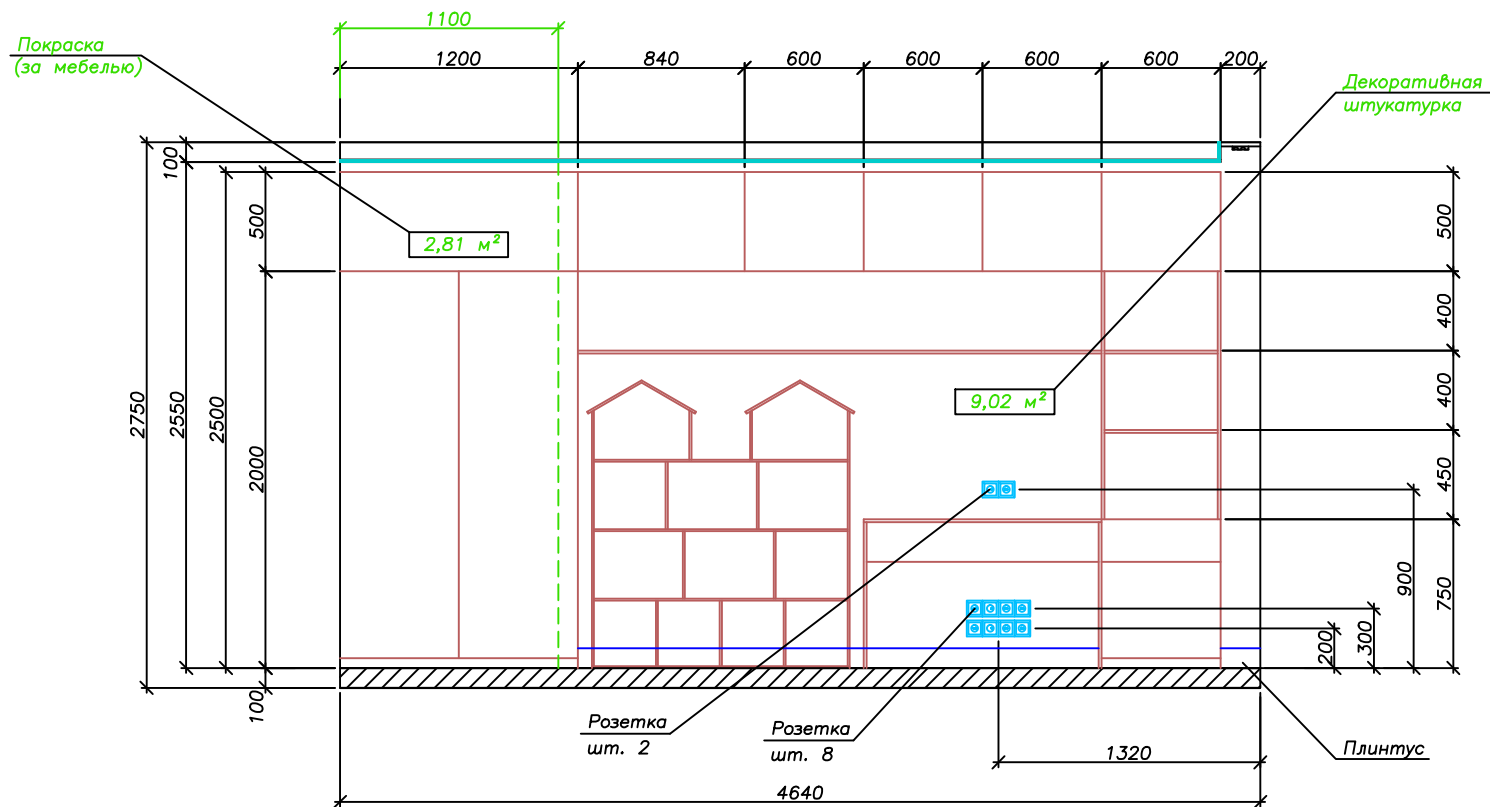 1100
Покраска
(за мебелью)
1200
840
600
600
600
600
200
Декоративная
штукатурка
100
500
2,81 м²
500
400
9,02 м²
400
2750
2550
2500
2000
450
900
750
300
200
100
Розетка
шт. 2
Розетка
шт. 8
1320
Плинтус
4640